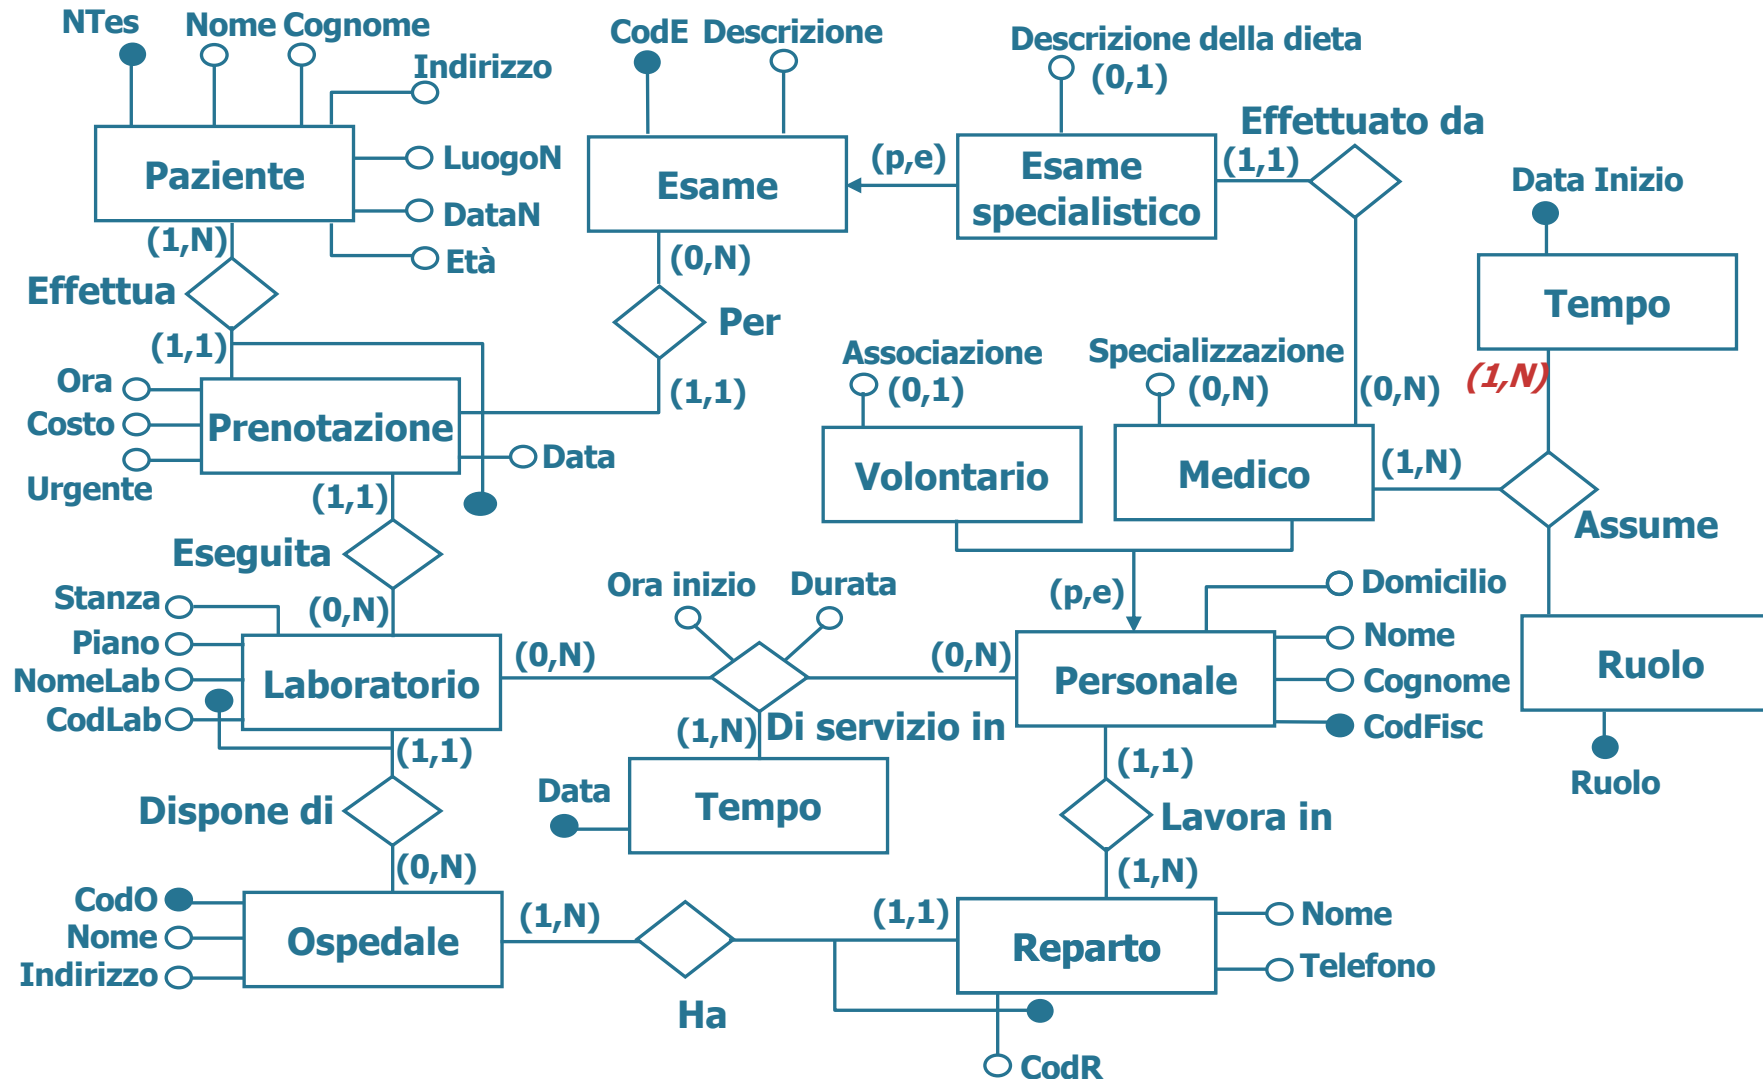 NTes
Nome Cognome
Indirizzo
Paziente
LuogoN
DataN
Età
(1,N)
Effettua
(1,1)
CodE Descrizione
Esame
(p,e)
(0,N)
Per
(1,1)
Descrizione della dieta
(0,1)
Esame
specialistico
Effettuato da
(1,1)
(0,N)
Data Inizio
Tempo
(1,N)
Ora
Costo
Urgente
Prenotazione
Data
(1,1)
Eseguita
(0,N)
Associazione
(0,1)
Volontario
Specializzazione
(0,N)
Medico
(1,N)
Assume
(p,e)
Stanza
Piano
NomeLab
CodLab
Laboratorio
(0,N)
Ora inizio
Durata
(0,N)
Di servizio in
(1,N)
Data
Tempo
Personale
Domicilio
Nome
Cognome
CodFisc
Ruolo
Ruolo
(1,1)
Dispone di
(0,N)
(1,1)
Lavora in
(1,N)
CodO
Nome
Indirizzo
Ospedale
(1,N)
Ha
(1,1)
Reparto
Nome
Telefono
CodR